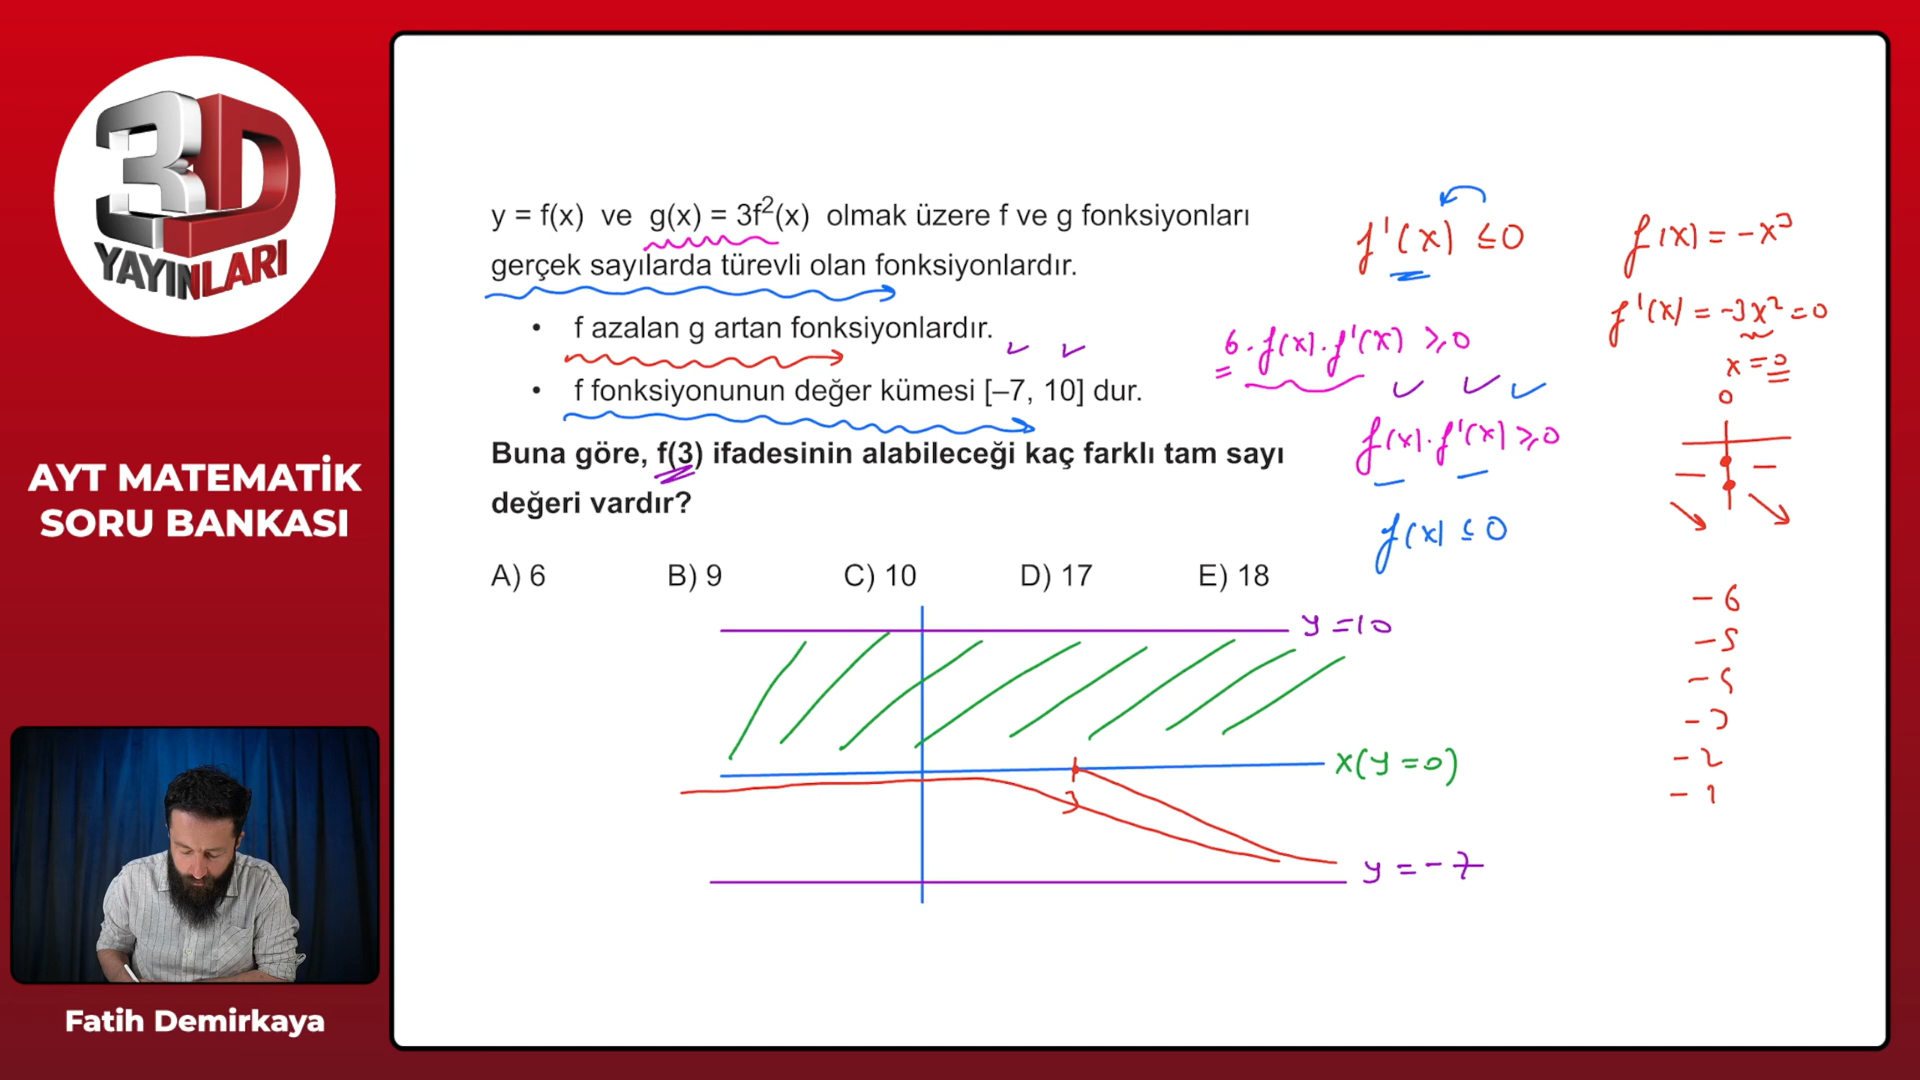 3D
YAYINLARI
AYT MATEMATİK
SORU BANKASI
Fatih Demirkaya
y = f(x) ve g(x) = 3f²(x) olmak üzere f ve g fonksiyonları
gerçek sayılarda türevli olan fonksiyonlardır.
• f azalan g artan fonksiyonlardır.
• f fonksiyonunun değer kümesi [–7, 10] dur.
Buna göre, f(3) ifadesinin alabileceği kaç farklı tam sayı
değeri vardır?
A) 6 B) 9 C) 10 D) 17 E) 18
f'(x) ≤0
6·f(x)·f'(x) ≥0
f(x)·f'(x) ≥0
f(x) ≤ 0
f(x) = -x³
f'(x) = -3x² = 0
x = 0
0
- -
y = 10
x(y = 0)
3
y = -7
-6
-5
-2
-1